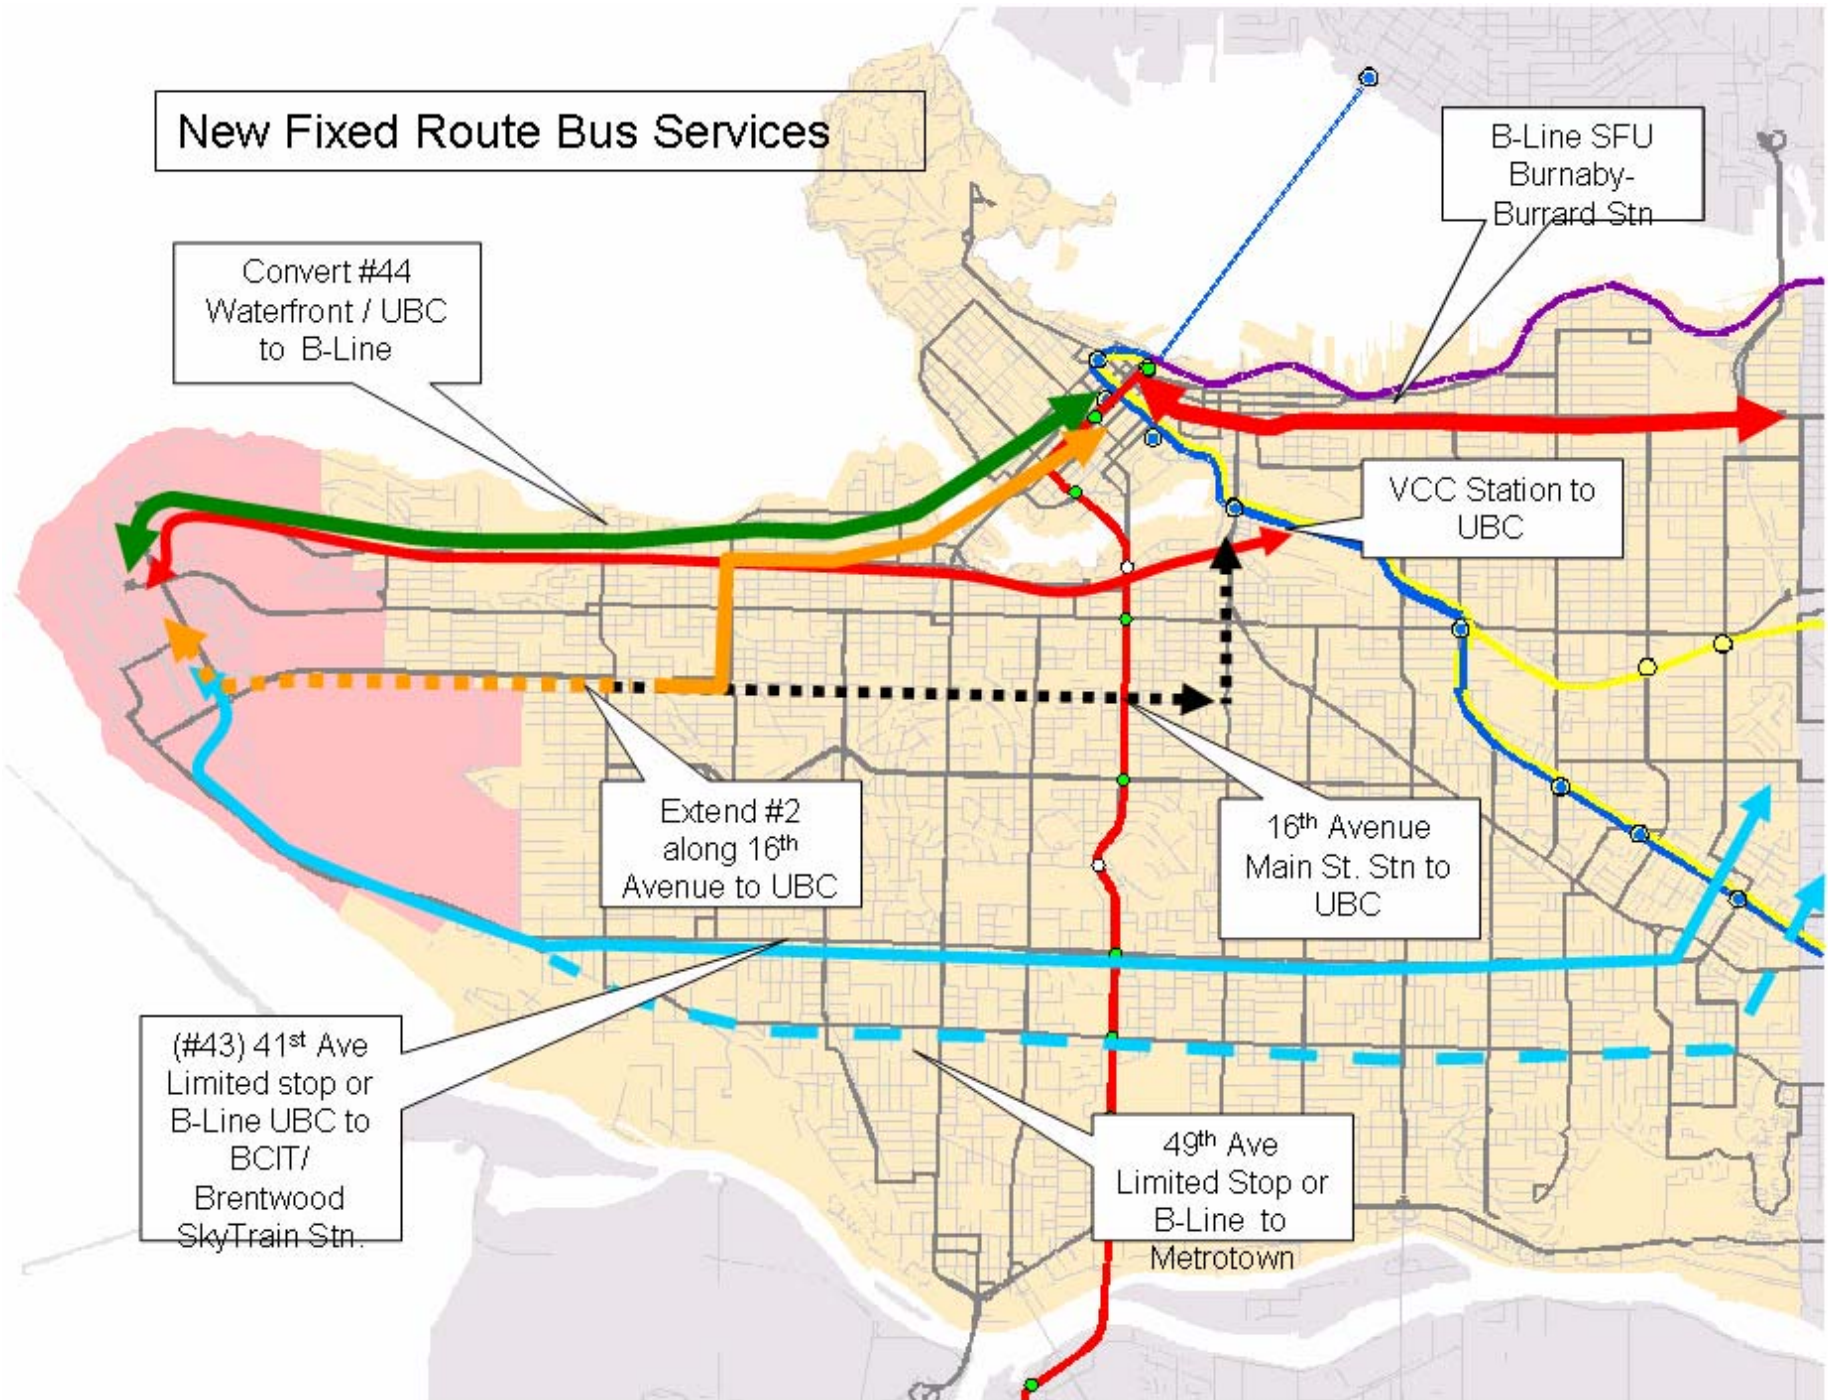 New Fixed Route Bus Services
B-Line SFU
Burnaby-
Burrard Stn
Convert #44
Waterfront / UBC
to B-Line
VCC Station to
UBC
Extend #2
along 16th
Avenue to UBC
16th Avenue
Main St. Stn to
UBC
(#43) 41st Ave
Limited stop or
B-Line UBC to
BCIT/
Brentwood
SkyTrain Stn.
49th Ave
Limited Stop or
B-Line to
Metrotown